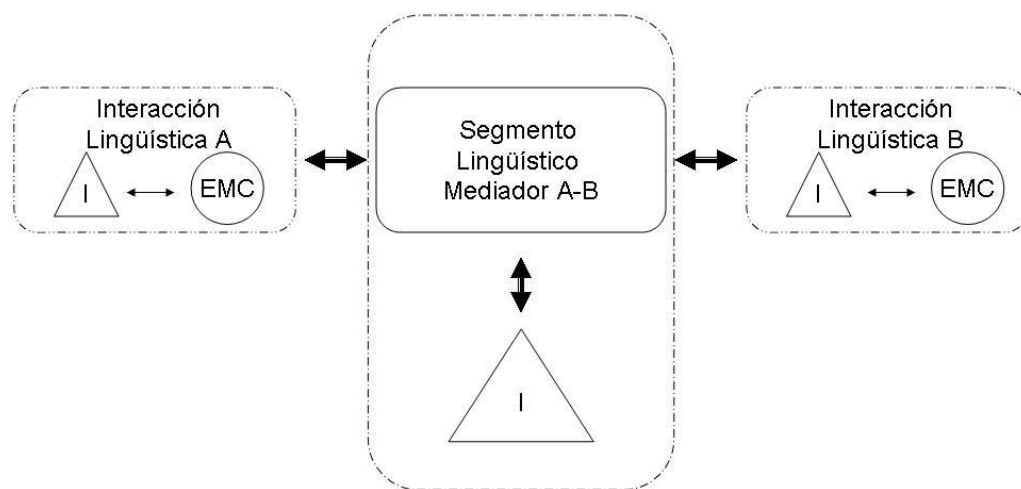 Interacción
Lingüística A
I
EMC
Segmento
Lingüístico
Mediador A-B
I
Interacción
Lingüística B
I
EMC